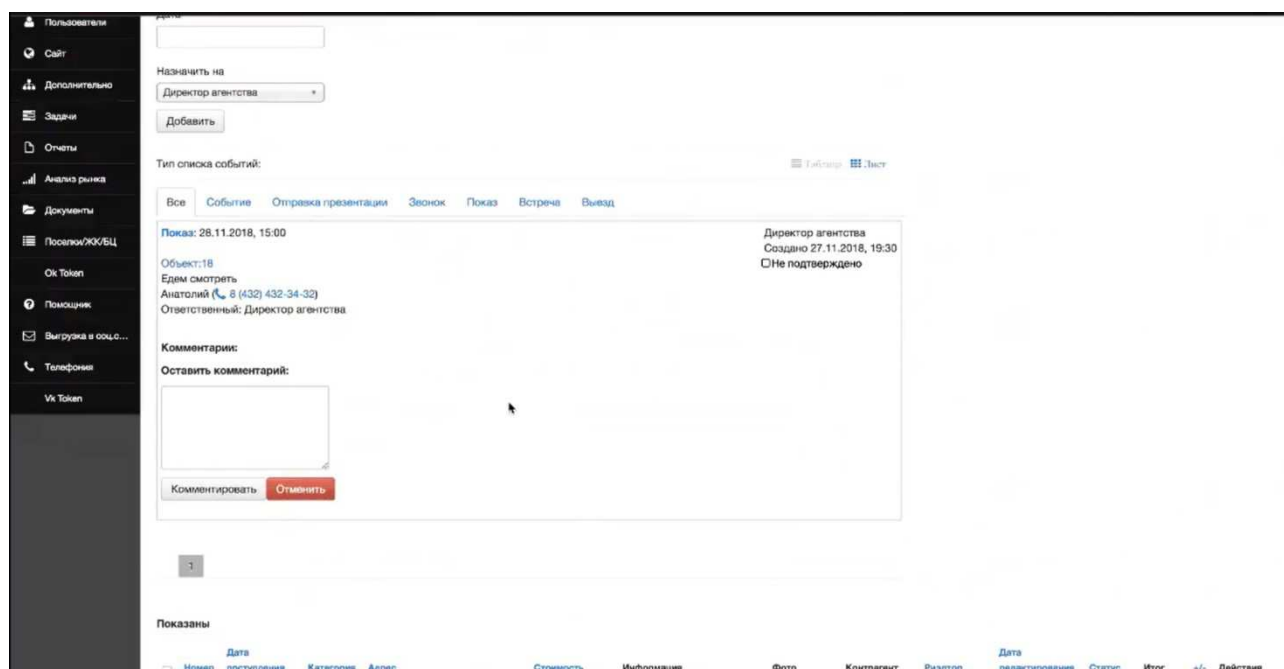 Пользователи
Сайт
Дополнительно
Задачи
Отчеты
Анализ рынка
Документы
Поселки/ЖК/БЦ
Ok Token
Помощник
Выгрузка в соц.с...
Телефония
Vk Token
Дата
Назначить на
Директор агентства
Добавить
Тип списка событий:
Таблица Лист
Все Событие Отправка презентации Звонок Показ Встреча Выезд
Показ: 28.11.2018, 15:00
Директор агентства
Создано 27.11.2018, 19:30
Не подтверждено
Объект:18
Едем смотреть
Анатолий (8 (432) 432-34-32)
Ответственный: Директор агентства
Комментарии:
Оставить комментарий:
Комментировать Отменить
1
Показаны
Номер Дата поступления Категория Адрес Стоимость Информация Фото Контрагент Риэлтор Дата редактирования Статус Итог +/- Действия